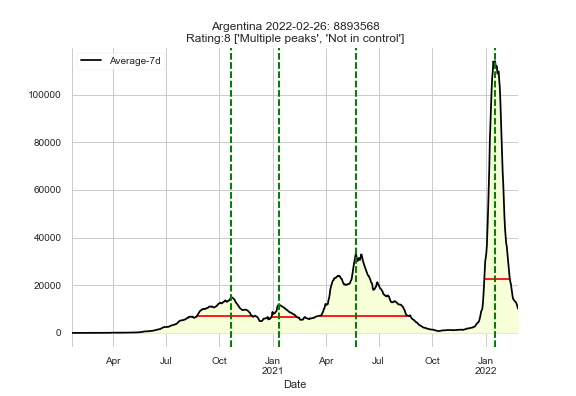 Argentina 2022-02-26: 8893568
Rating:8 ['Multiple peaks', 'Not in control']
Average-7d
100000
80000
60000
40000
20000
0
Apr Jul Oct Jan Apr Jul Oct Jan
2021 2022
Date